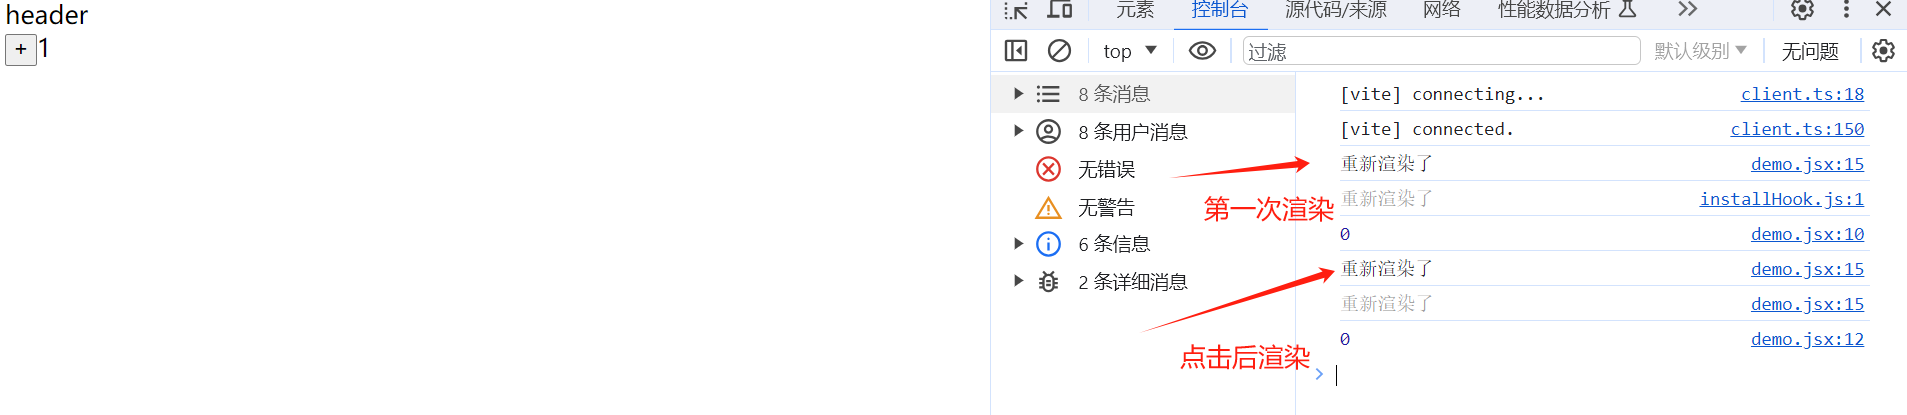 header
+ 1
元素 控制台 源代码/来源 网络 性能数据分析
top 过滤 默认级别 无问题
8 条消息
8 条用户消息
无错误
无警告
6 条信息
2 条详细消息
[vite] connecting... client.ts:18
[vite] connected. client.ts:150
重新渲染了 demo.jsx:15
重新渲染了 installHook.js:1
0 demo.jsx:10
重新渲染了 demo.jsx:15
重新渲染了 demo.jsx:15
0 demo.jsx:12
第一次渲染
点击后渲染